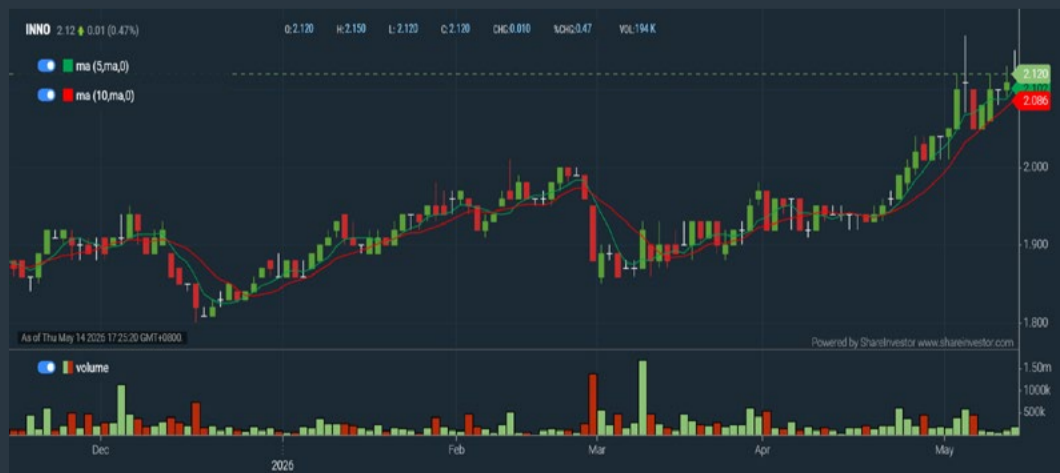 INNO 2.12 0.01 (0.47%) O: 2.120 H: 2.150 L: 2.120 C: 2.120 CHG: 0.010 %CHG: 0.47 VOL: 194 K
ma (5,ma,0)
ma (10,ma,0)
2.120
2.102
2.086
2.000
1.900
1.800
As of Thu May 14 2026 17:25:20 GMT+0800.
Powered by ShareInvestor www.shareinvestor.com
volume
1.50m
1000k
500k
Dec 2026 Feb Mar Apr May